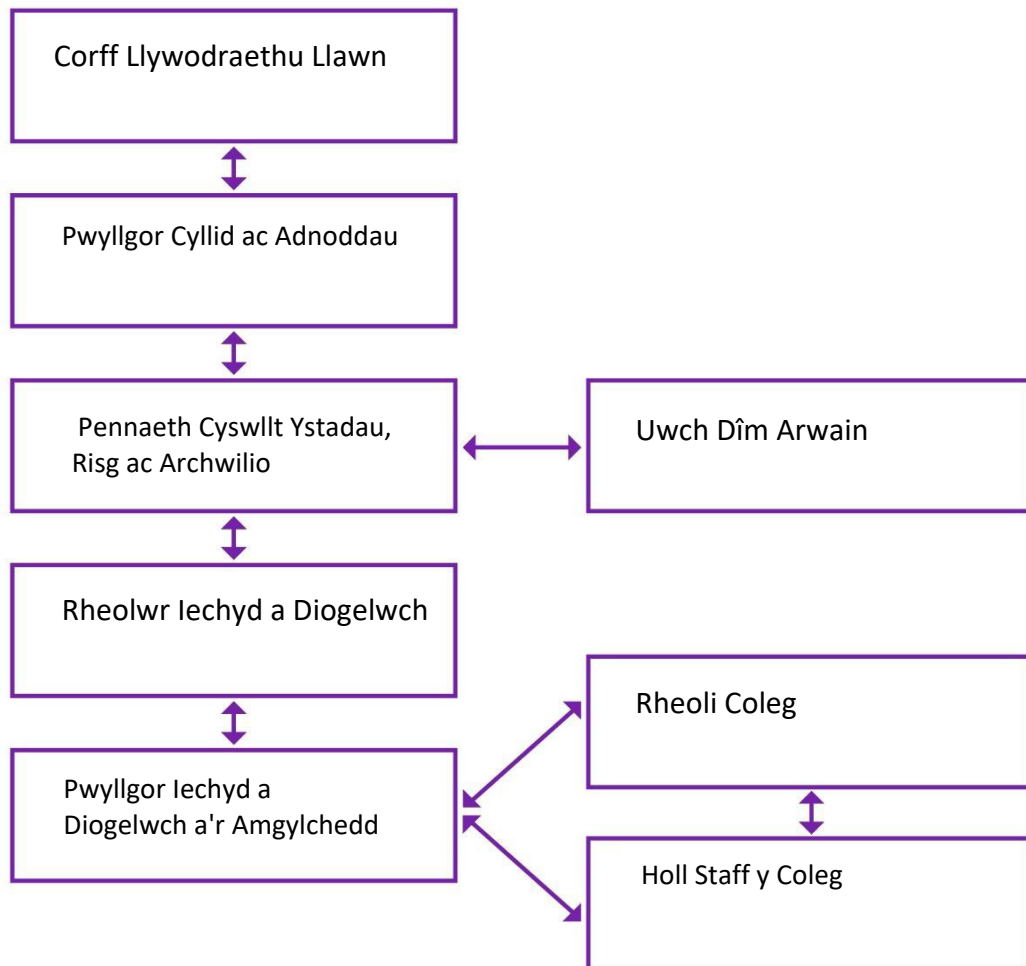 Corff Llywodraethu Llawn
Pwyllgor Cyllid ac Adnoddau
Pennaeth Cyswllt Ystadau,
Risg ac Archwilio
Uwch Dîm Arwain
Rheolwr Iechyd a Diogelwch
Rheoli Coleg
Pwyllgor Iechyd a
Diogelwch a'r Amgylchedd
Holl Staff y Coleg